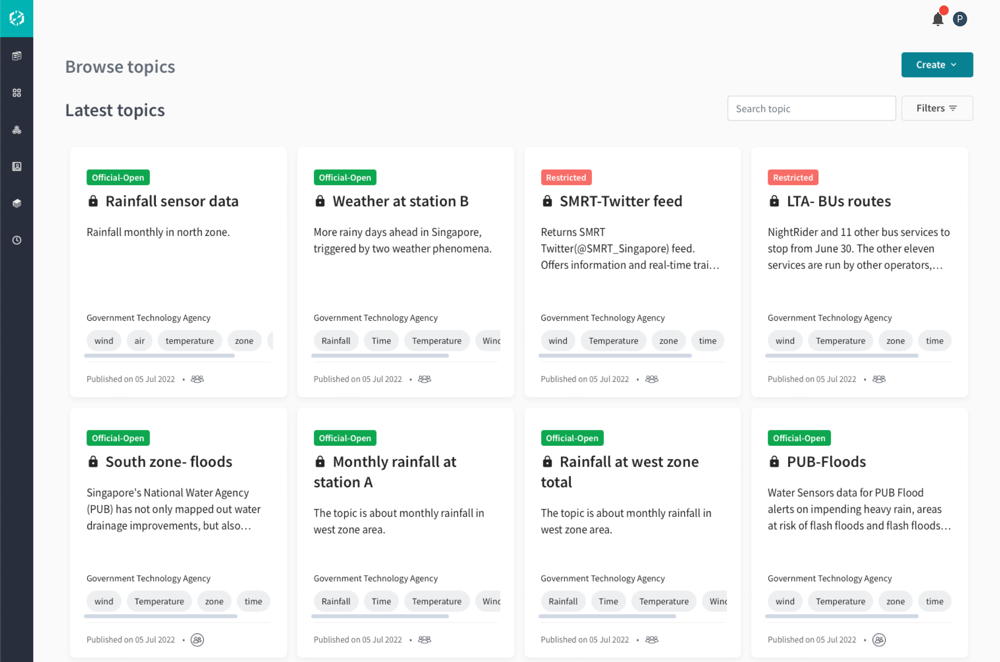 P
Browse topics
Create
Latest topics
Search topic
Filters
Official-Open
Rainfall sensor data
Rainfall monthly in north zone.
Government Technology Agency
wind air temperature zone
Published on 05 Jul 2022 •
Official-Open
Weather at station B
More rainy days ahead in Singapore,
triggered by two weather phenomena.
Government Technology Agency
Rainfall Time Temperature Winc
Published on 05 Jul 2022 •
Restricted
SMRT-Twitter feed
Returns SMRT
Twitter(@SMRT_Singapore) feed.
Offers information and real-time trai…
Government Technology Agency
wind Temperature zone time
Published on 05 Jul 2022 •
Restricted
LTA- BUs routes
NightRider and 11 other bus services to
stop from June 30. The other eleven
services are run by other operators,…
Government Technology Agency
wind Temperature zone time
Published on 05 Jul 2022 •
Official-Open
South zone- floods
Singapore's National Water Agency
(PUB) has not only mapped out water
drainage improvements, but also…
Government Technology Agency
wind Temperature zone time
Published on 05 Jul 2022 •
Official-Open
Monthly rainfall at
station A
The topic is about monthly rainfall in
west zone area.
Government Technology Agency
Rainfall Time Temperature Winc
Published on 05 Jul 2022 •
Official-Open
Rainfall at west zone
total
The topic is about monthly rainfall in
west zone area.
Government Technology Agency
Rainfall Time Temperature Winc
Published on 05 Jul 2022 •
Official-Open
PUB-Floods
Water Sensors data for PUB Flood
alerts on impending heavy rain, areas
at risk of flash floods and flash floods…
Government Technology Agency
wind Temperature zone time
Published on 05 Jul 2022 •